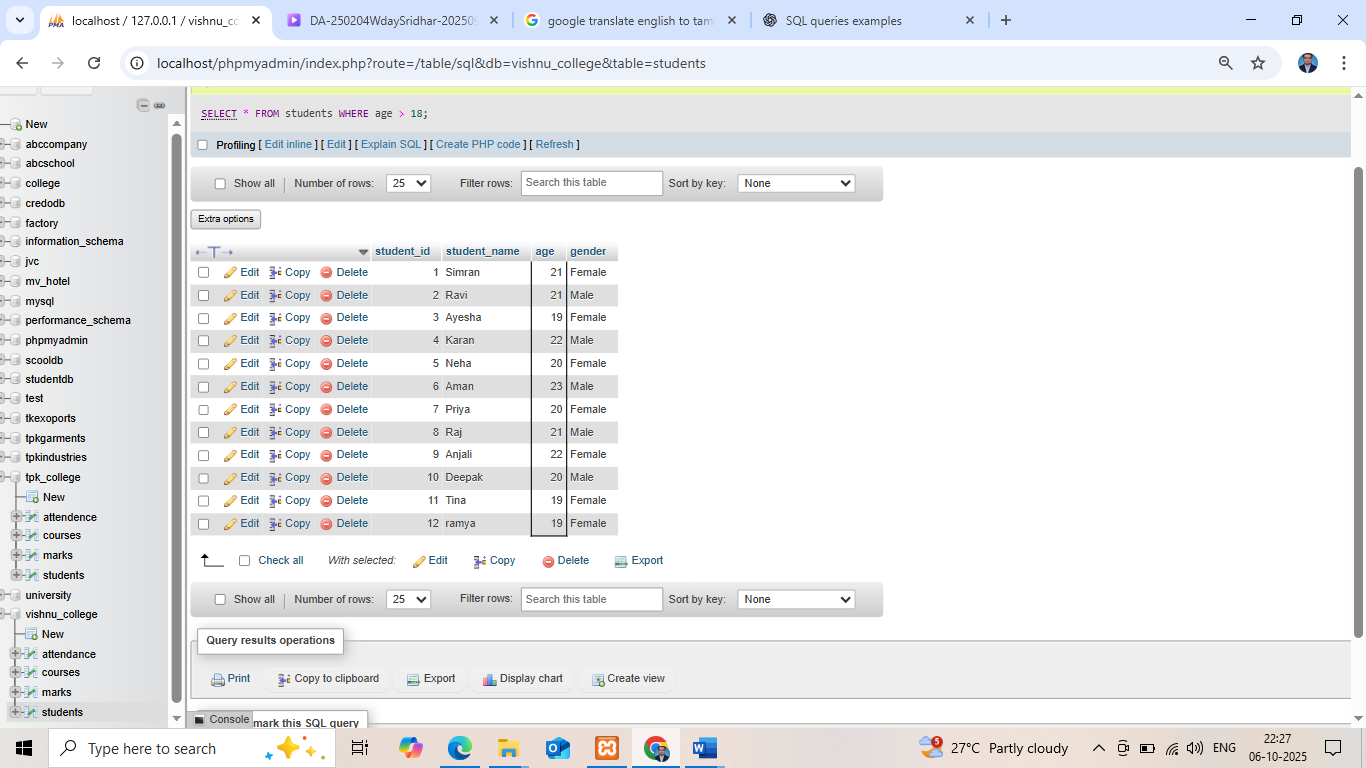 localhost / 127.0.0.1 / vishnu_co
DA-250204WdaySridhar-202505
google translate english to tami
SQL queries examples
localhost/phpmyadmin/index.php?route=/table/sql&db=vishnu_college&table=students
New
abccompany
abcschool
college
credodb
factory
information_schema
jvc
mv_hotel
mysql
performance_schema
phpmyadmin
scooldb
studentdb
test
tkexoports
tpkgarments
tpkindustries
tpk_college
New
attendence
courses
marks
students
university
vishnu_college
New
attendance
courses
marks
students
SELECT * FROM students WHERE age > 18;
Profiling [ Edit inline ] [ Edit ] [ Explain SQL ] [ Create PHP code ] [ Refresh ]
Show all Number of rows: 25 Filter rows: Search this table Sort by key: None
Extra options
student_id student_name age gender
Edit Copy Delete 1 Simran 21 Female
Edit Copy Delete 2 Ravi 21 Male
Edit Copy Delete 3 Ayesha 19 Female
Edit Copy Delete 4 Karan 22 Male
Edit Copy Delete 5 Neha 20 Female
Edit Copy Delete 6 Aman 23 Male
Edit Copy Delete 7 Priya 20 Female
Edit Copy Delete 8 Raj 21 Male
Edit Copy Delete 9 Anjali 22 Female
Edit Copy Delete 10 Deepak 20 Male
Edit Copy Delete 11 Tina 19 Female
Edit Copy Delete 12 ramya 19 Female
Check all With selected: Edit Copy Delete Export
Show all Number of rows: 25 Filter rows: Search this table Sort by key: None
Query results operations
Print Copy to clipboard Export Display chart Create view
Console
mark this SQL query
Type here to search
5
27°C Partly cloudy
ENG
22:27
06-10-2025